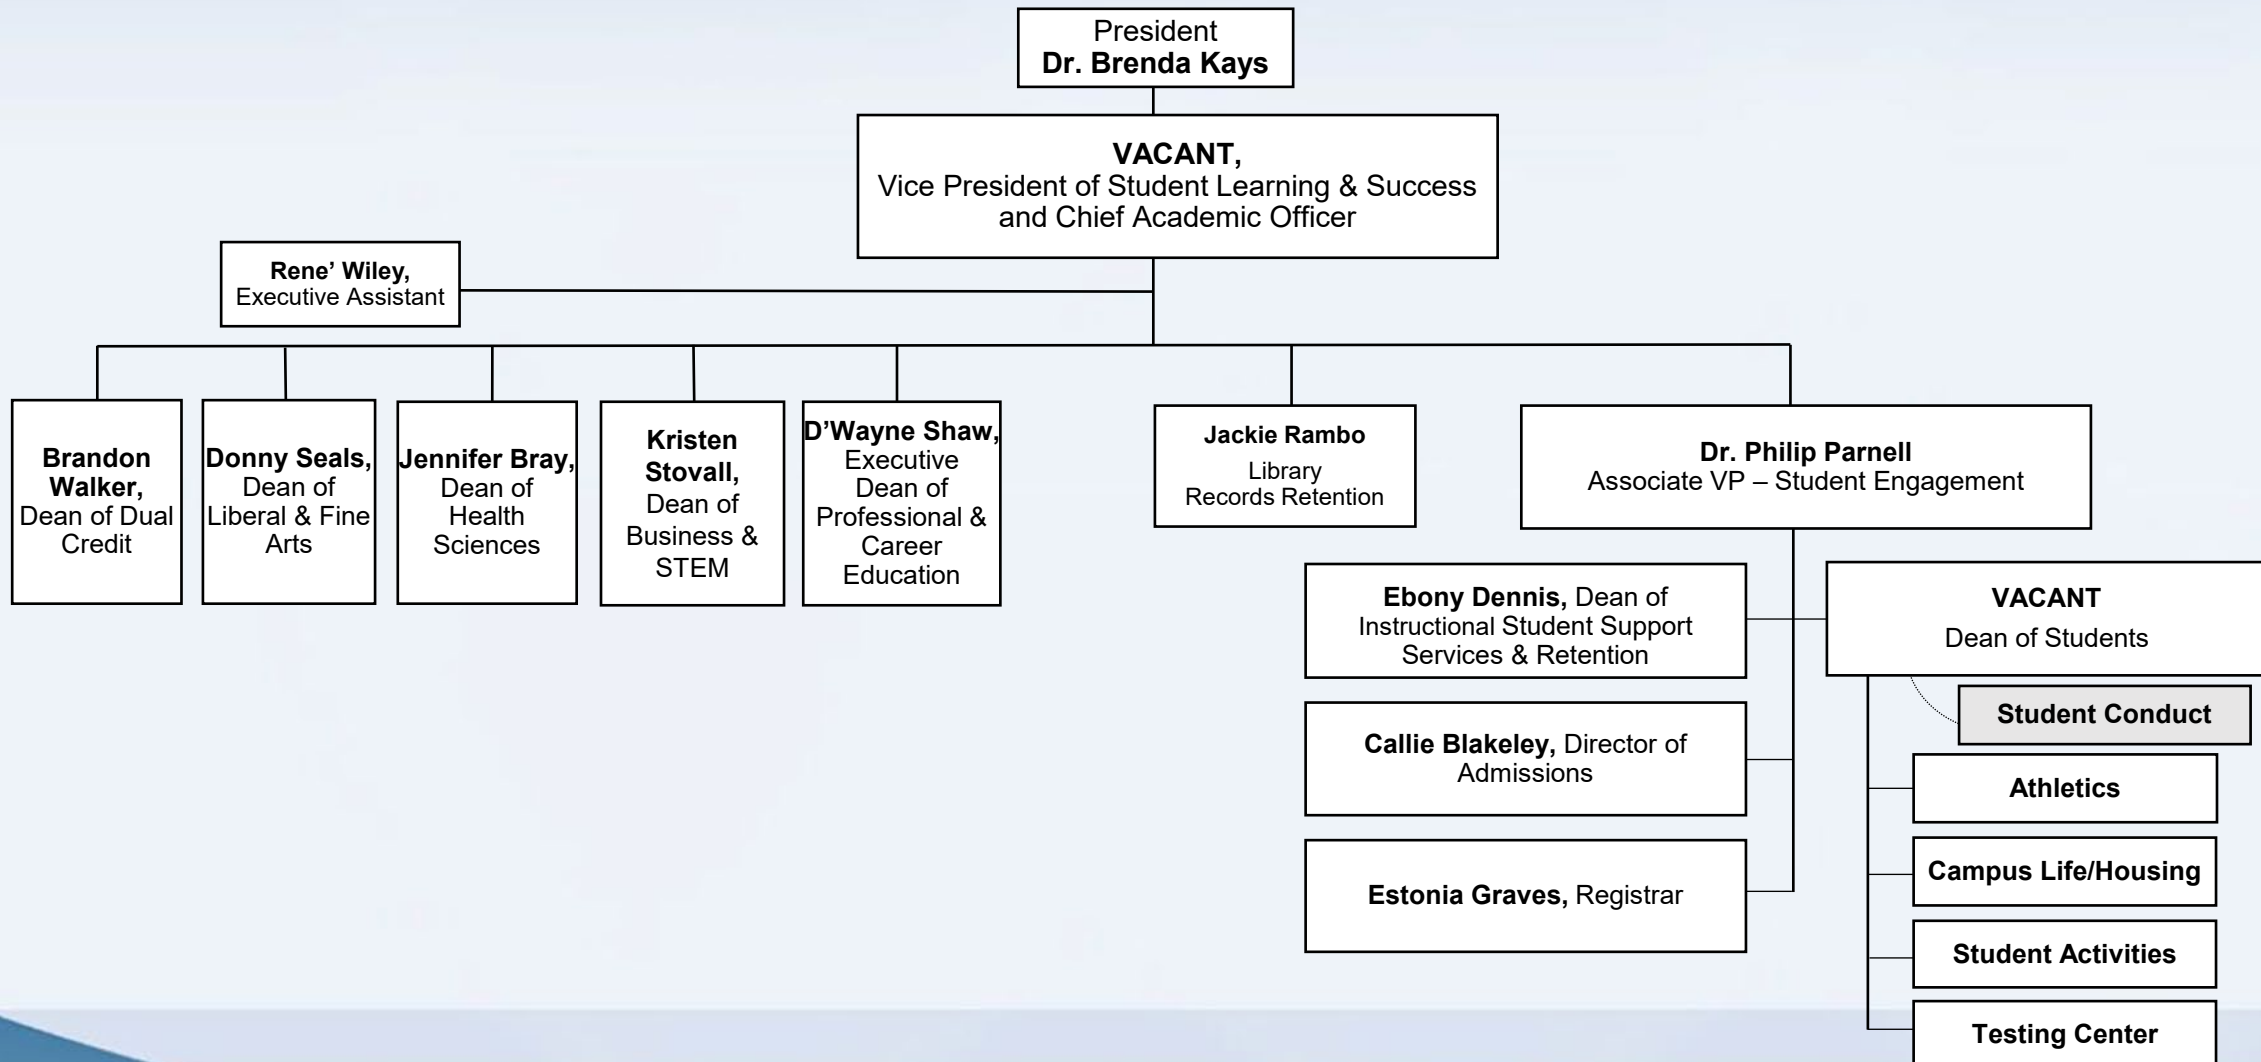 President
Dr. Brenda Kays
VACANT,
Vice President of Student Learning & Success
and Chief Academic Officer
Rene’ Wiley,
Executive Assistant
Brandon
Walker,
Dean of Dual
Credit
Donny Seals,
Dean of
Liberal & Fine
Arts
Jennifer Bray,
Dean of
Health
Sciences
Kristen
Stovall,
Dean of
Business &
STEM
D’Wayne Shaw,
Executive
Dean of
Professional &
Career
Education
Jackie Rambo
Library
Records Retention
Dr. Philip Parnell
Associate VP – Student Engagement
Ebony Dennis, Dean of
Instructional Student Support
Services & Retention
Callie Blakeley, Director of
Admissions
Estonia Graves, Registrar
VACANT
Dean of Students
Student Conduct
Athletics
Campus Life/Housing
Student Activities
Testing Center